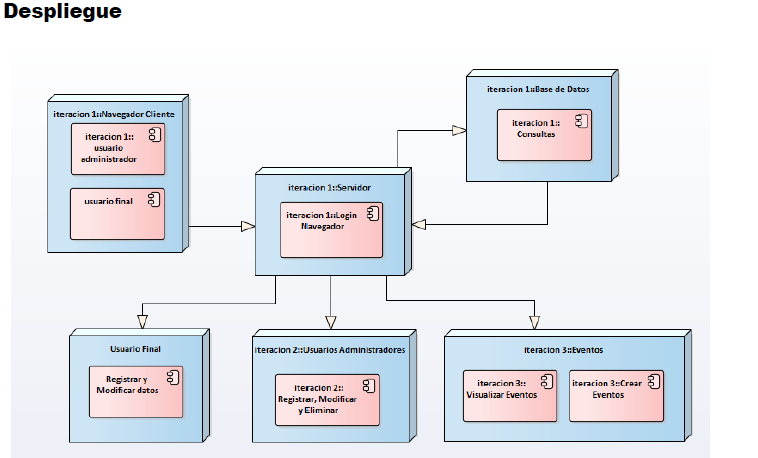 Despliegue
iteracion 1::Navegador Cliente
iteracion 1::
usuario
administrador
usuario final
iteracion 1::Base de Datos
iteracion 1::
Consultas
iteracion 1::Servidor
iteracion 1::Login
Navegador
Usuario Final
Registrar y
Modificar datos
iteracion 2::Usuarios Administradores
iteracion 2::
Registrar, Modificar
y Eliminar
iteracion 3::Eventos
iteracion 3::
Visualizar Eventos
iteracion 3::Crear
Eventos